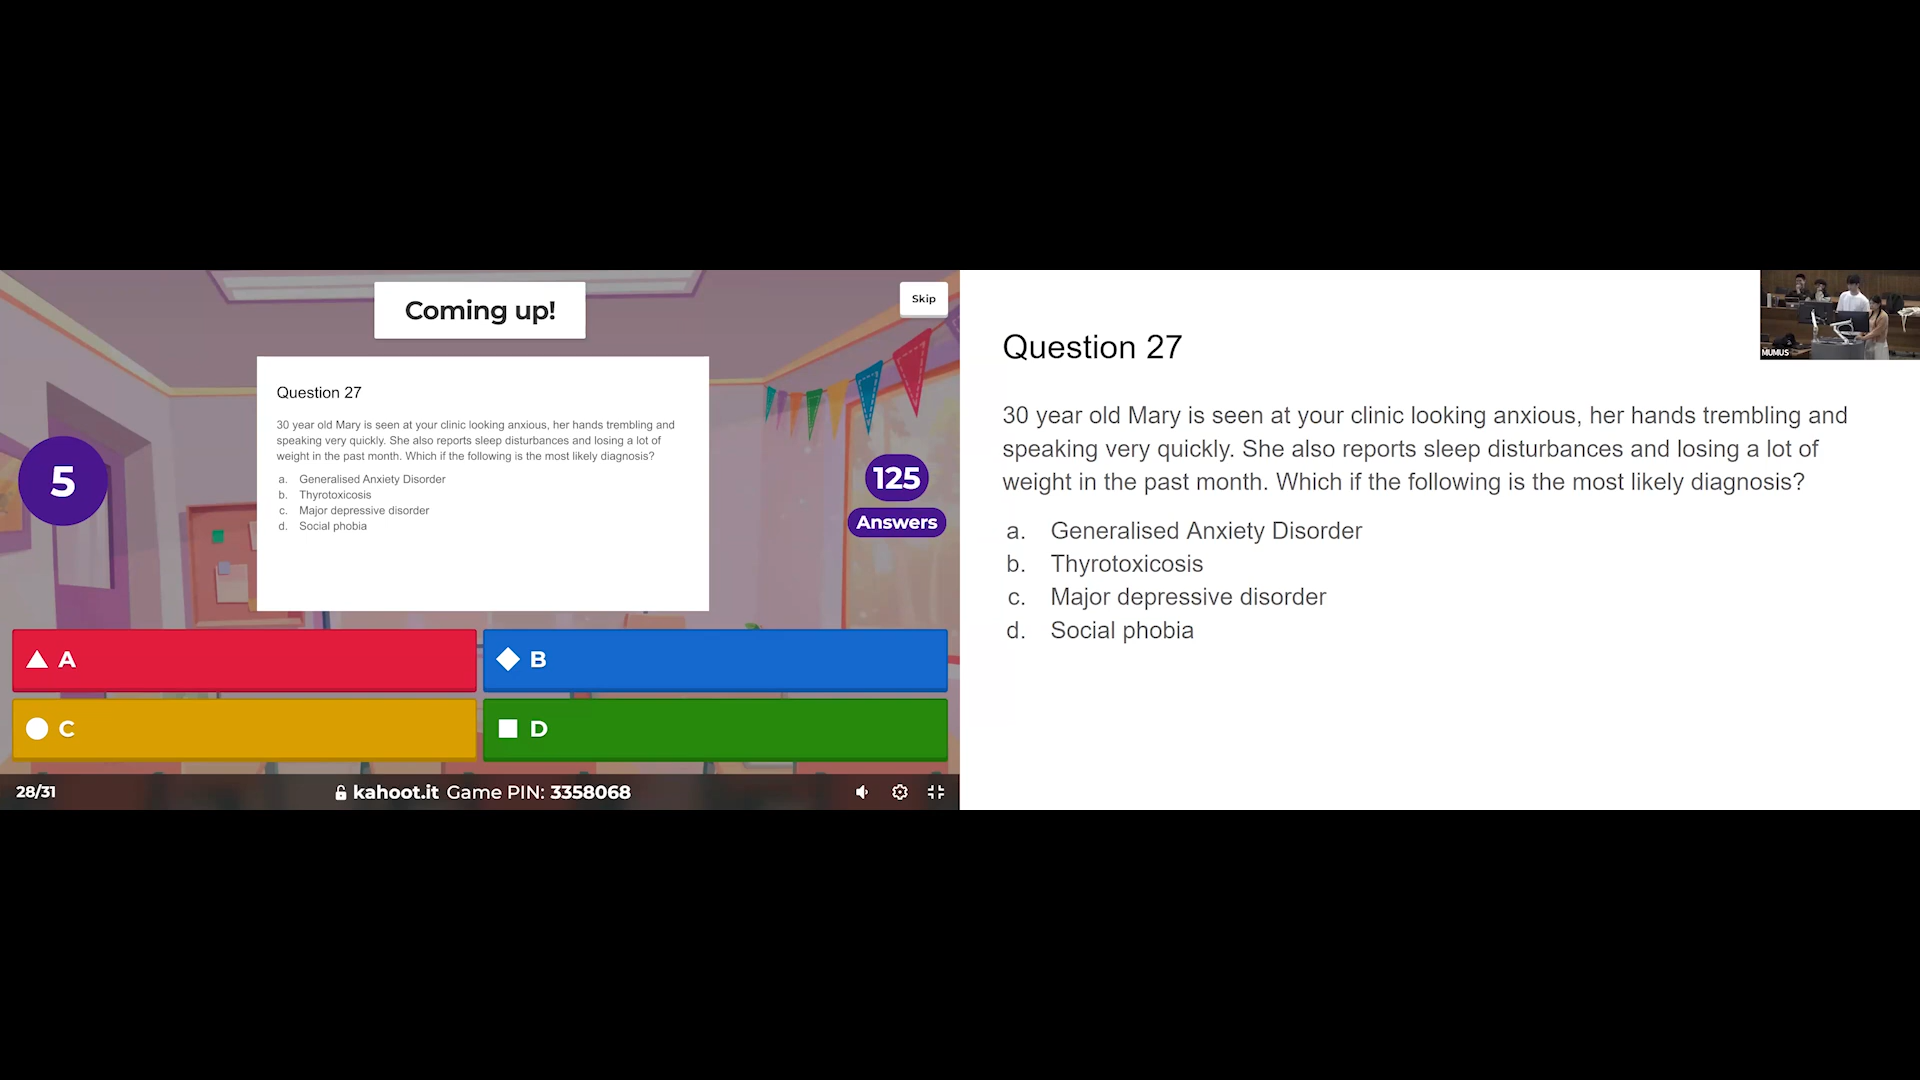 Coming up!
Skip
Question 27
30 year old Mary is seen at your clinic looking anxious, her hands trembling and
speaking very quickly. She also reports sleep disturbances and losing a lot of
weight in the past month. Which if the following is the most likely diagnosis?
a. Generalised Anxiety Disorder
b. Thyrotoxicosis
c. Major depressive disorder
d. Social phobia
5
125
Answers
A
B
C
D
28/31
kahoot.it Game PIN: 3358068
Question 27
30 year old Mary is seen at your clinic looking anxious, her hands trembling and
speaking very quickly. She also reports sleep disturbances and losing a lot of
weight in the past month. Which if the following is the most likely diagnosis?
a. Generalised Anxiety Disorder
b. Thyrotoxicosis
c. Major depressive disorder
d. Social phobia
MUMUS